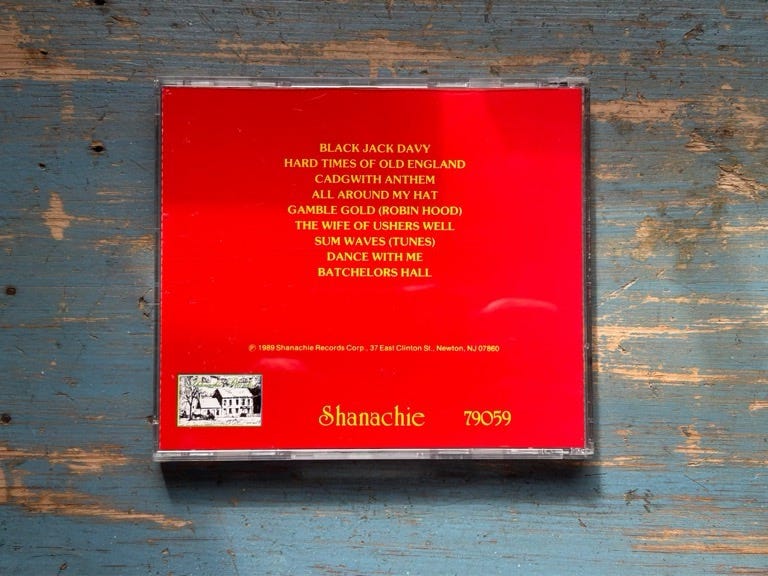 BLACK JACK DAVY
HARD TIMES OF OLD ENGLAND
CADGWITH ANTHEM
ALL AROUND MY HAT
GAMBLE GOLD (ROBIN HOOD)
THE WIFE OF USHERS WELL
SUM WAVES (TUNES)
DANCE WITH ME
BATCHELORS HALL
℗ 1989 Shanachie Records Corp., 37 East Clinton St., Newton, NJ 07860
Shanachie 79059